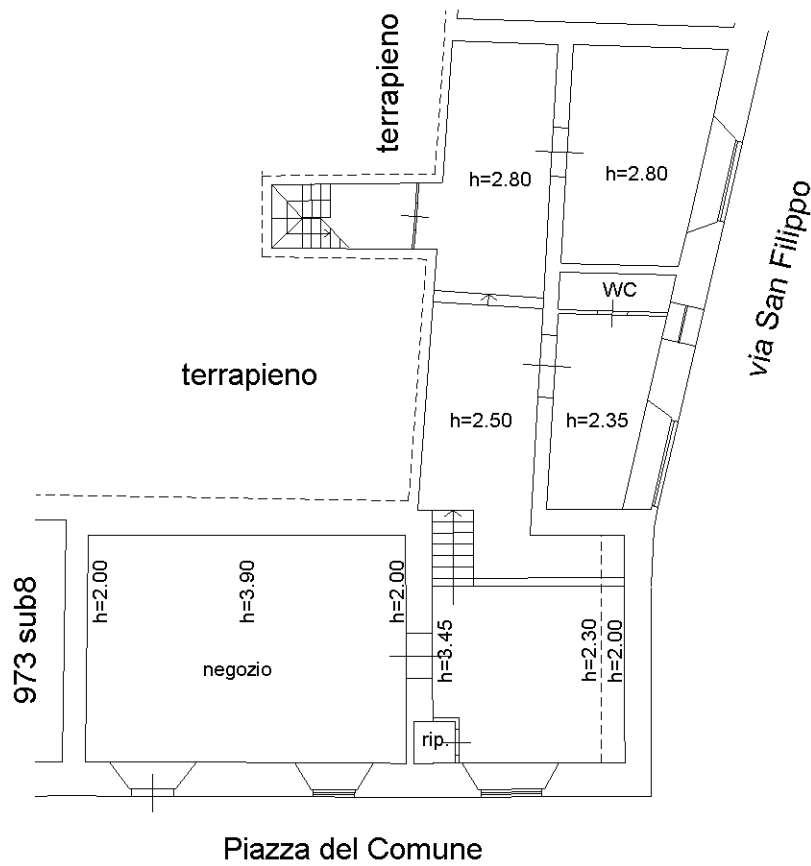 terrapieno
h=2.80
h=2.80
WC
via San Filippo
terrapieno
h=2.50
h=2.35
973 sub8
h=2.00
h=3.90
h=2.00
negozio
h=3.45
h=2.30
h=2.00
rip.
Piazza del Comune